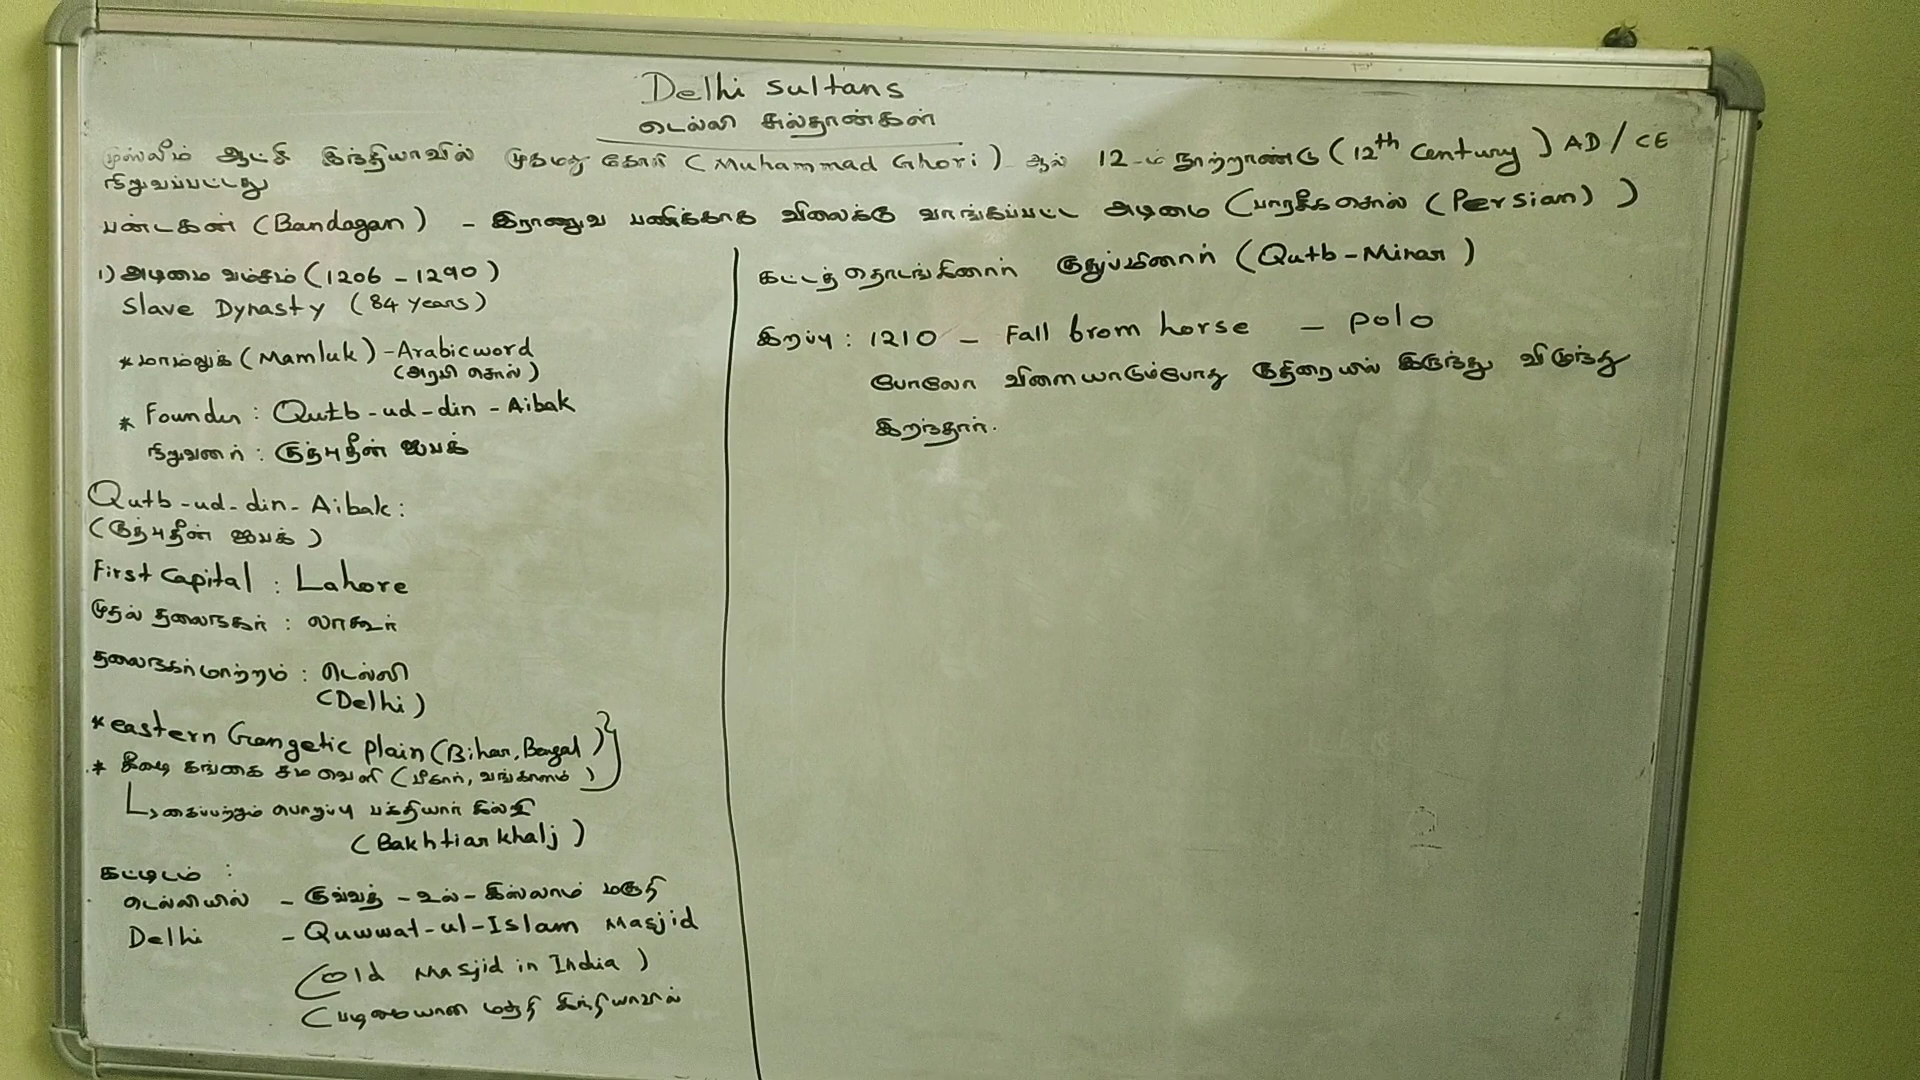 Delhi Sultans
டெல்லி சுல்தான்கள்
முஸ்லீம் ஆட்சி இந்தியாவில் முகமது கோரி (Muhammad Ghori) ஆல் 12-ம் நூற்றாண்டு (12th Century) AD / CE
நிறுவப்பட்டது
பண்டகன் (Bandagan) - இராணுவ பணிக்காக விலைக்கு வாங்கப்பட்ட அடிமை (பாரசீக சொல் (Persian))
1) அடிமை வம்சம் (1206 - 1290)
Slave Dynasty (84 years)
* மாம்லுக் (Mamluk) - Arabic word
(அரபி சொல்)
* Founder : Qutb-ud-din-Aibak
நிறுவனர் : குத்புதீன் ஐபக்
Qutb-ud-din-Aibak :
(குத்புதீன் ஐபக்)
First Capital : Lahore
முதல் தலைநகர் : லாகூர்
தலைநகர் மாற்றம் : டெல்லி
(Delhi)
* eastern Gangetic plain (Bihar, Bengal)
* கீழை கங்கை சமவெளி (பீகார், வங்காளம்)
கைப்பற்றும் பொறுப்பு பக்தியார் கில்ஜி
(Bakhtiar khalj)
கட்டிடம் :
டெல்லியில் - குவ்வத்-உல்-இஸ்லாம் மசூதி
Delhi - Quwwat-ul-Islam Masjid
(Old Masjid in India)
(பழமையான மசூதி இந்தியாவில்
கட்டத் தொடங்கினார் குதுப்மினார் (Qutb-Minar)
இறப்பு : 1210 - Fall brom horse - Polo
போலோ விளையாடும்போது குதிரையில் இருந்து விழுந்து
இறந்தார்.